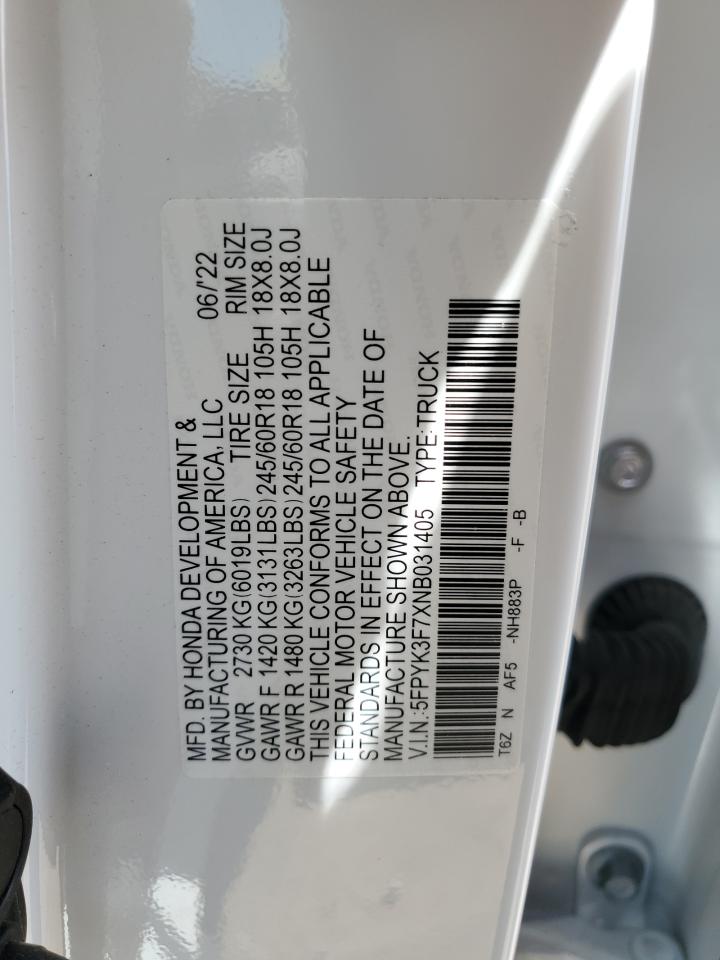 MFD. BY HONDA DEVELOPMENT &
MANUFACTURING OF AMERICA, LLC 06/'22
GVWR 2730 KG(6019LBS) TIRE SIZE RIM SIZE
GAWR F 1420 KG(3131LBS)245/60R18 105H 18X8.0J
GAWR R 1480 KG(3263LBS)245/60R18 105H 18X8.0J
THIS VEHICLE CONFORMS TO ALL APPLICABLE
FEDERAL MOTOR VEHICLE SAFETY
STANDARDS IN EFFECT ON THE DATE OF
MANUFACTURE SHOWN ABOVE.
V.I.N.:5FPYK3F7XNB031405 TYPE:TRUCK
T6Z N AF5 -NH883P -F -B